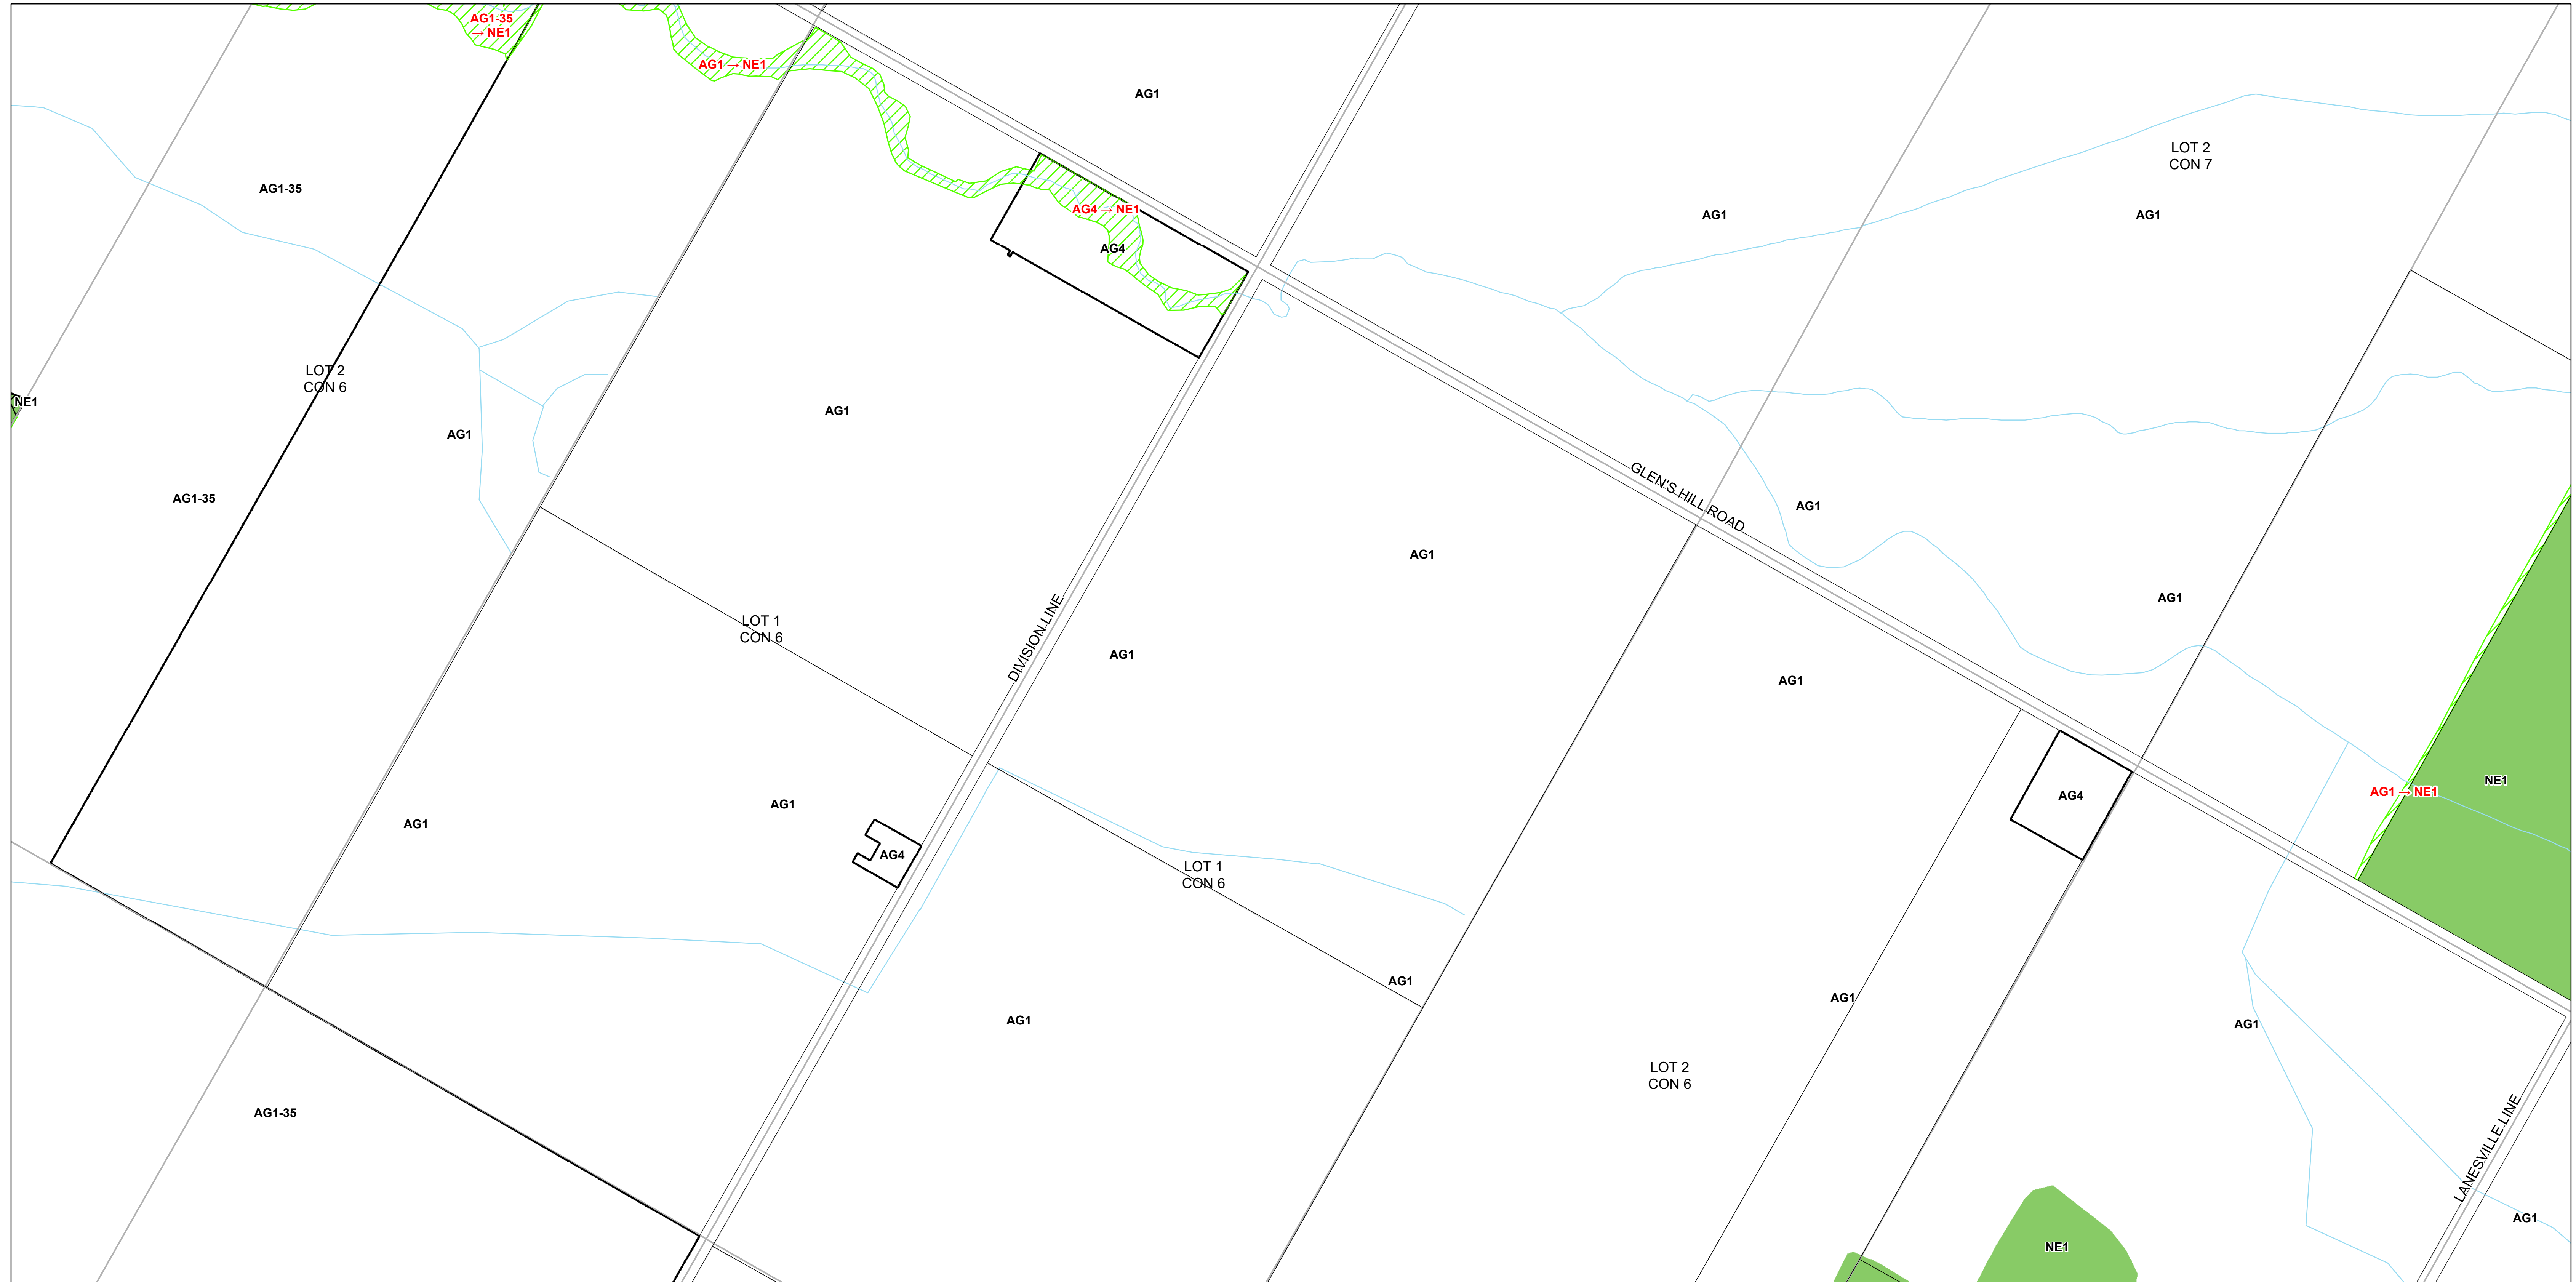 AG1-35
→ NE1
AG1 → NE1
AG1
LOT 2
CON 7
AG1-35
AG4 → NE1
AG1
AG1
AG4
LOT 2
CON 6
NE1
AG1
AG1
GLEN'S HILL ROAD
AG1-35
AG1
AG1
AG1
LOT 1
CON 6
DIVISION LINE
AG1
AG1
NE1
AG1 → NE1
AG4
AG1
AG1
AG4
LOT 1
CON 6
AG1
AG1
AG1
AG1
LOT 2
CON 6
AG1-35
LANESVILLE LINE
AG1
NE1